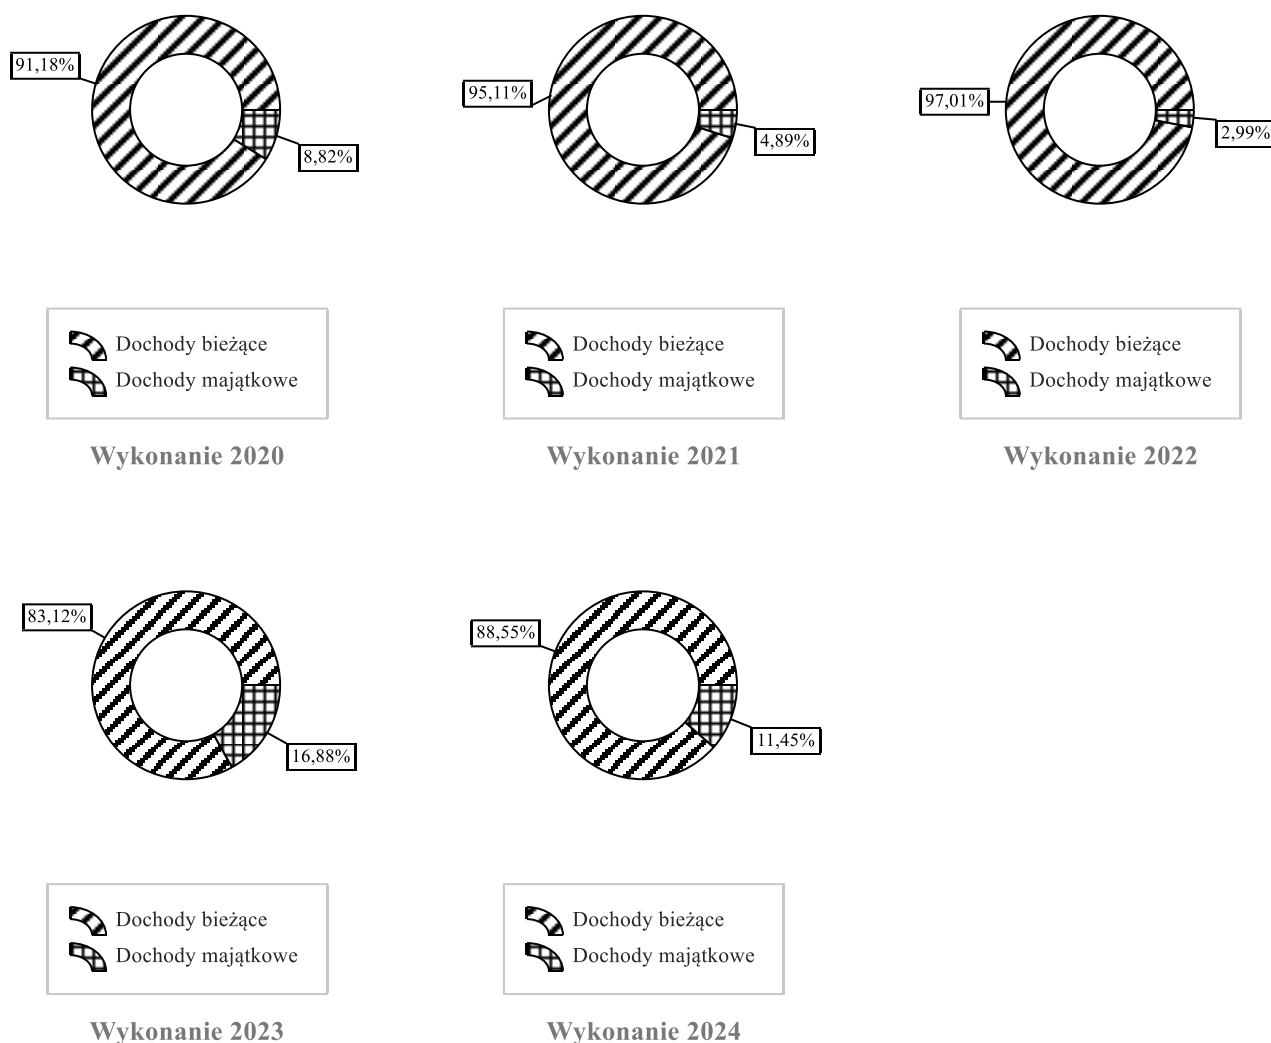 91,18%
8,82%
95,11%
4,89%
97,01%
2,99%
Dochody bieżące
Dochody majątkowe
Dochody bieżące
Dochody majątkowe
Dochody bieżące
Dochody majątkowe
Wykonanie 2020
Wykonanie 2021
Wykonanie 2022
83,12%
16,88%
88,55%
11,45%
Dochody bieżące
Dochody majątkowe
Dochody bieżące
Dochody majątkowe
Wykonanie 2023
Wykonanie 2024